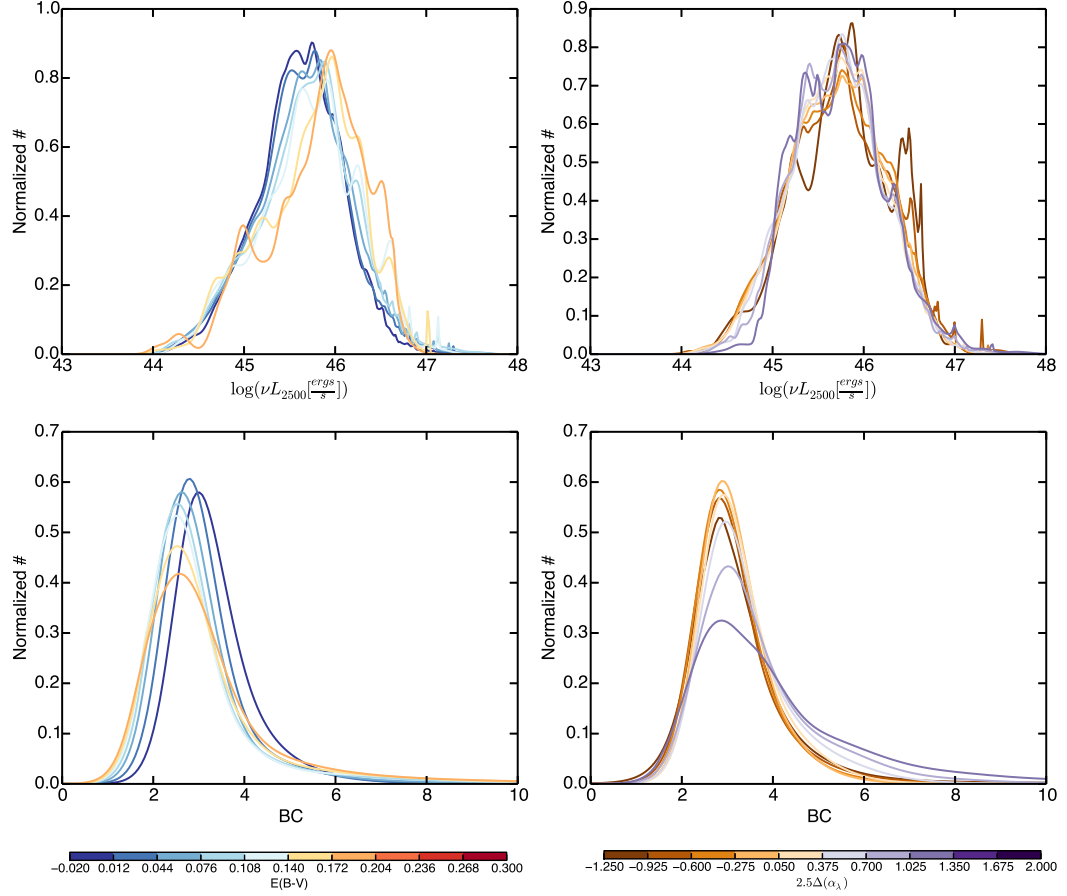 1.0
0.8
0.6
0.4
0.2
0.0
Normalized #
43 44 45 46 47 48
log(νL2500[ergs/s])
0.9
0.8
0.7
0.6
0.5
0.4
0.3
0.2
0.1
0.0
Normalized #
43 44 45 46 47 48
log(νL2500[ergs/s])
0.7
0.6
0.5
0.4
0.3
0.2
0.1
0.0
Normalized #
0 2 4 6 8 10
BC
0.7
0.6
0.5
0.4
0.3
0.2
0.1
0.0
Normalized #
0 2 4 6 8 10
BC
−0.020 0.012 0.044 0.076 0.108 0.140 0.172 0.204 0.236 0.268 0.300
E(B-V)
−1.250 −0.925 −0.600 −0.275 0.050 0.375 0.700 1.025 1.350 1.675 2.000
2.5Δ(αλ)